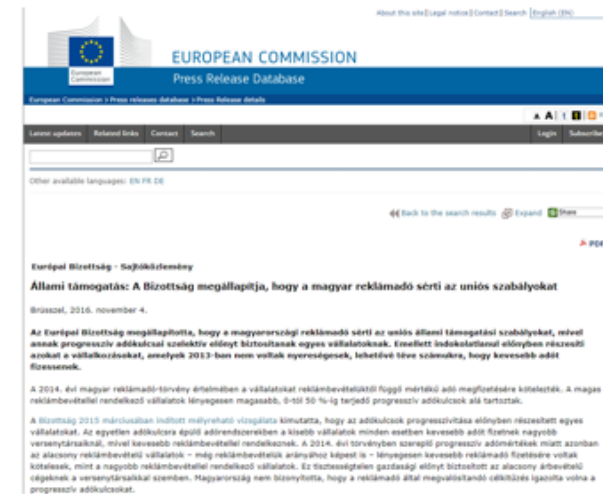 About this site | Legal notice | Contact | Search | English (EN)
EUROPEAN COMMISSION
European
Commission
Press Release Database
European Commission > Press releases database > Press Release details
A A
Latest updates Related links Contact Search Login Subscribe
Other available languages: EN FR DE
Back to the search results Expand Share
PDF
Európai Bizottság - Sajtóközlemény
Állami támogatás: A Bizottság megállapítja, hogy a magyar reklámadó sérti az uniós szabályokat
Brüsszel, 2016. november 4.
Az Európai Bizottság megállapította, hogy a magyarországi reklámadó sérti az uniós állami támogatási szabályokat, mivel
annak progresszív adókulcsai szelektív előnyt biztosítanak egyes vállalatoknak. Emellett indokolatlanul előnyben részesíti
azokat a vállalkozásokat, amelyek 2013-ban nem voltak nyereségesek, lehetővé téve számukra, hogy kevesebb adót
fizessenek.
A 2014. évi magyar reklámadó-törvény értelmében a vállalatokat reklámbevételüktől függő mértékű adó megfizetésére kötelezték. A magas
reklámbevétellel rendelkező vállalatok lényegesen magasabb, 0-tól 50 %-ig terjedő progresszív adókulcsok alá tartoztak.
A Bizottság 2015 márciusában indított mélyreható vizsgálata kimutatta, hogy az adókulcsok progresszivitása előnyben részesített egyes
vállalatokat. Az egyetlen adókulcsra épülő adórendszerekben a kisebb vállalatok minden esetben kevesebb adót fizetnek nagyobb
versenytársaiknál, mivel kevesebb reklámbevétellel rendelkeznek. A 2014. évi törvényben szereplő progresszív adómértékek miatt azonban
az alacsony reklámbevételű vállalatok – még reklámbevételük arányához képest is – lényegesen kevesebb reklámadó fizetésére voltak
kötelesek, mint a nagyobb reklámbevétellel rendelkező vállalatok. Ez tisztességtelen gazdasági előnyt biztosított az alacsony árbevételű
cégeknek a versenytársaikkal szemben. Magyarország nem bizonyította, hogy a reklámadó által megvalósítandó célkitűzés igazolta volna a
progresszív adókulcsokat.